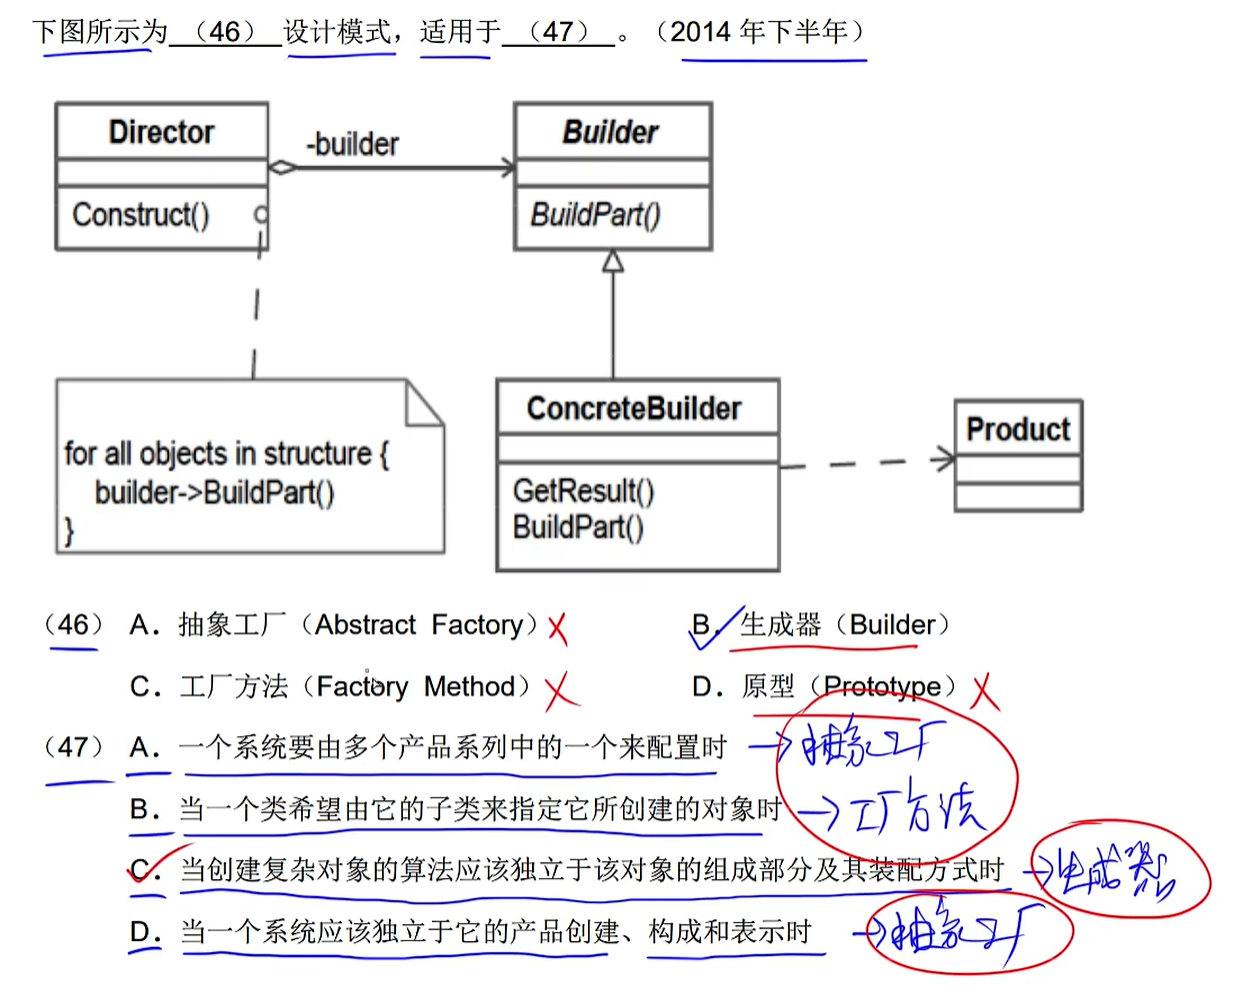 下图所示为 （46） 设计模式，适用于 （47） 。（2014 年下半年）
Director
-builder
Builder
Construct()
BuildPart()
for all objects in structure {
builder->BuildPart()
}
ConcreteBuilder
GetResult()
BuildPart()
Product
（46） A．抽象工厂（Abstract Factory） B．生成器（Builder）
C．工厂方法（Factory Method） D．原型（Prototype）
（47） A．一个系统要由多个产品系列中的一个来配置时 →抽象工厂
B．当一个类希望由它的子类来指定它所创建的对象时 →工厂方法
C．当创建复杂对象的算法应该独立于该对象的组成部分及其装配方式时 →生成器
D．当一个系统应该独立于它的产品创建、构成和表示时 →抽象工厂